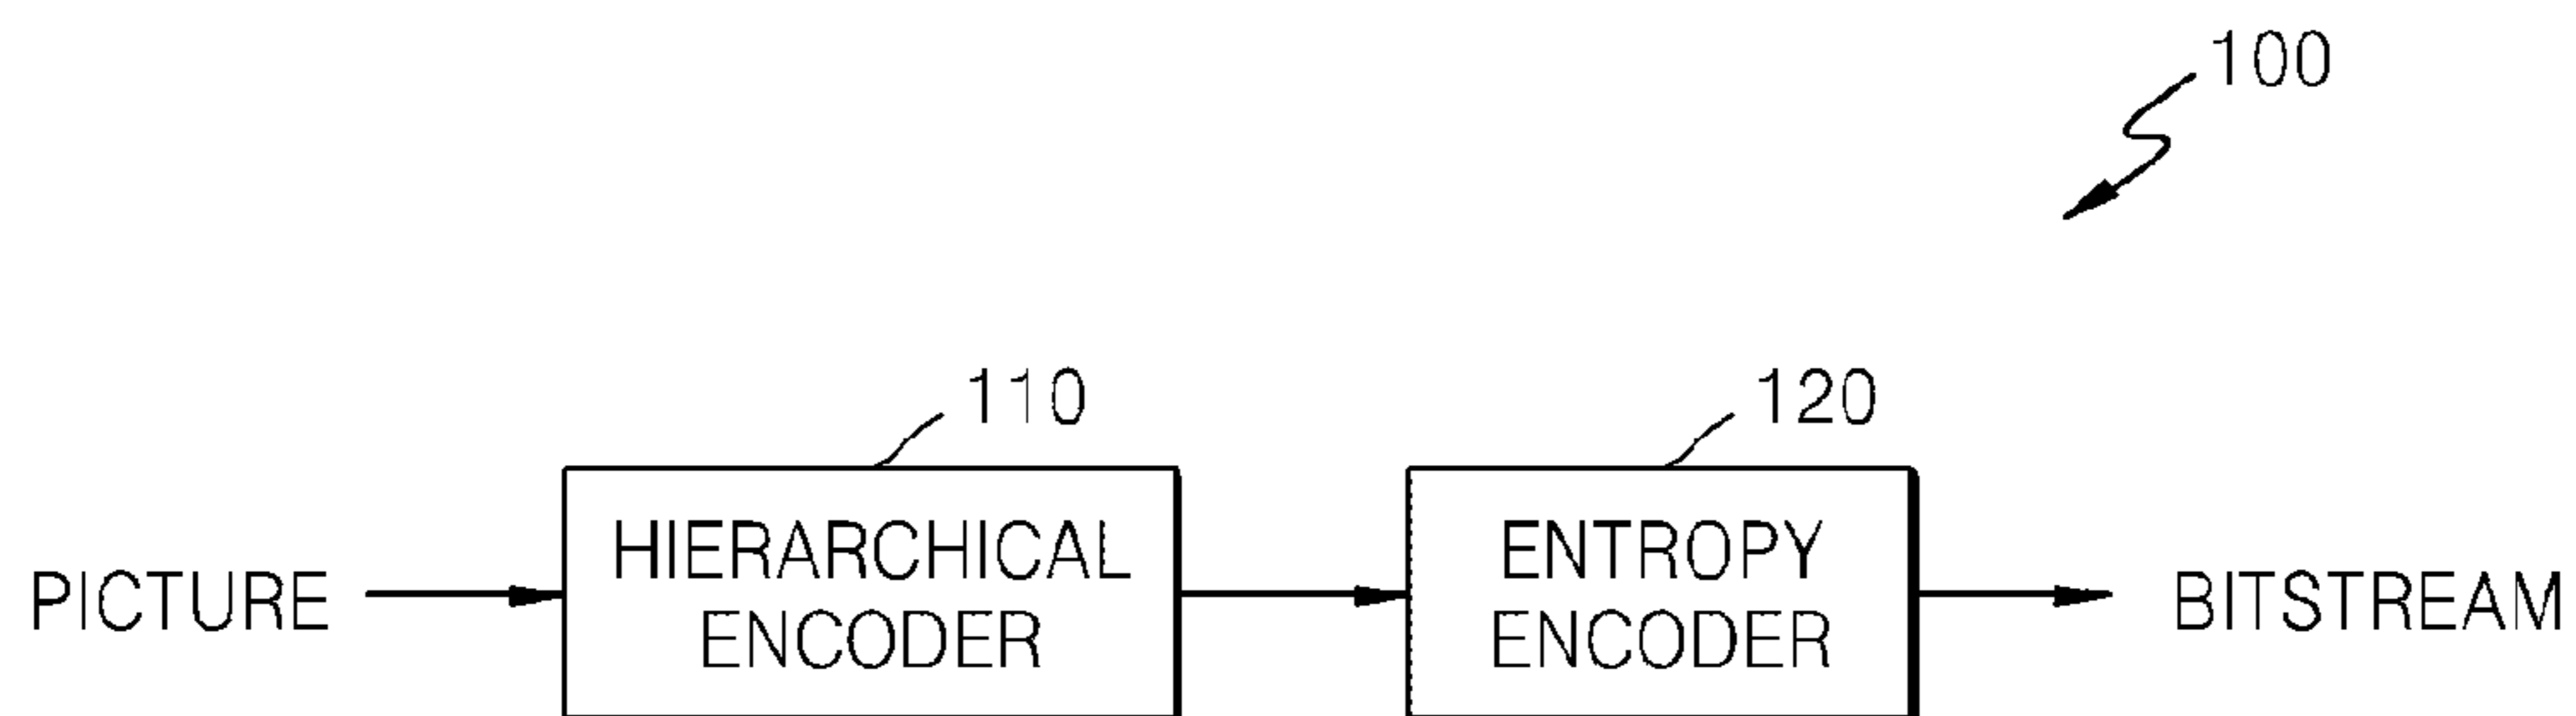 100
110
120
PICTURE
HIERARCHICAL
ENCODER
ENTROPY
ENCODER
BITSTREAM